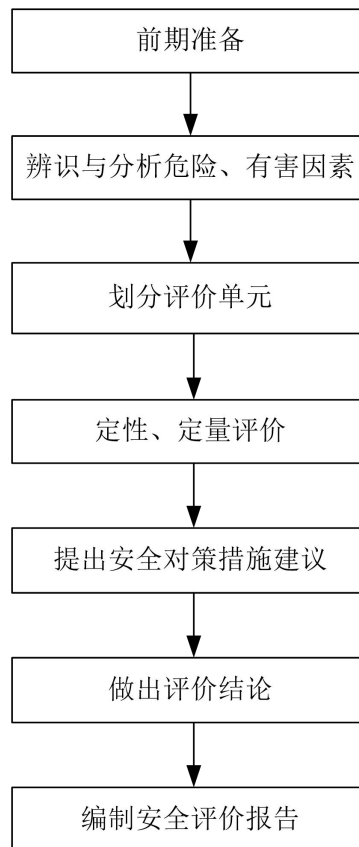 前期准备
辨识与分析危险、有害因素
划分评价单元
定性、定量评价
提出安全对策措施建议
做出评价结论
编制安全评价报告